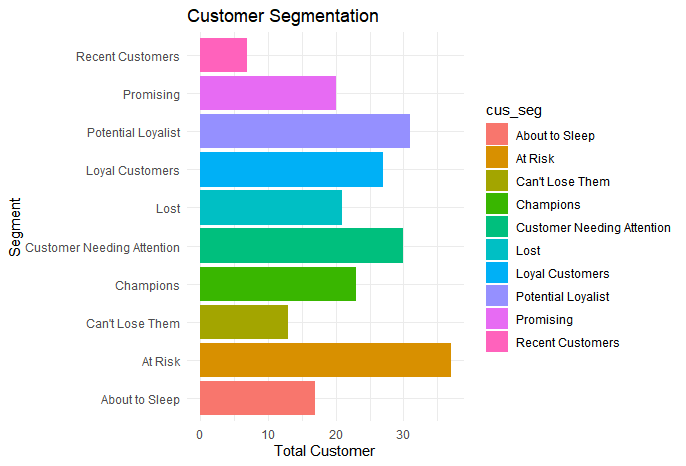 Customer Segmentation
Segment
Recent Customers
Promising
Potential Loyalist
Loyal Customers
Lost
Customer Needing Attention
Champions
Can't Lose Them
At Risk
About to Sleep
0 10 20 30
Total Customer
cus_seg
About to Sleep
At Risk
Can't Lose Them
Champions
Customer Needing Attention
Lost
Loyal Customers
Potential Loyalist
Promising
Recent Customers